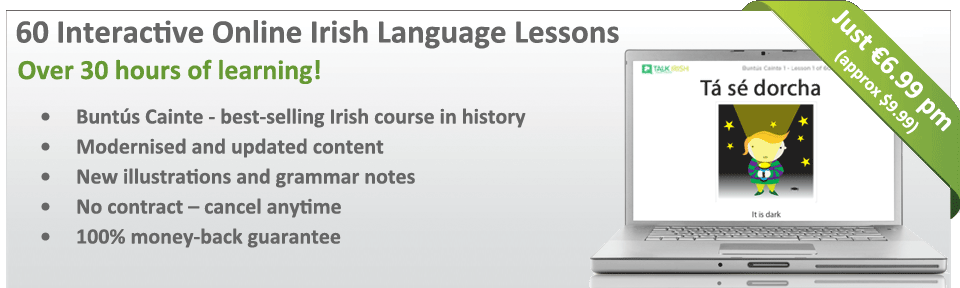 60 Interactive Online Irish Language Lessons
Over 30 hours of learning!
• Buntús Cainte - best-selling Irish course in history
• Modernised and updated content
• New illustrations and grammar notes
• No contract – cancel anytime
• 100% money-back guarantee
TALK IRISH
Buntús Cainte 1 - Lesson 1 of 60
Tá sé dorcha
It is dark
Just €6.99 pm
(approx $9.99)